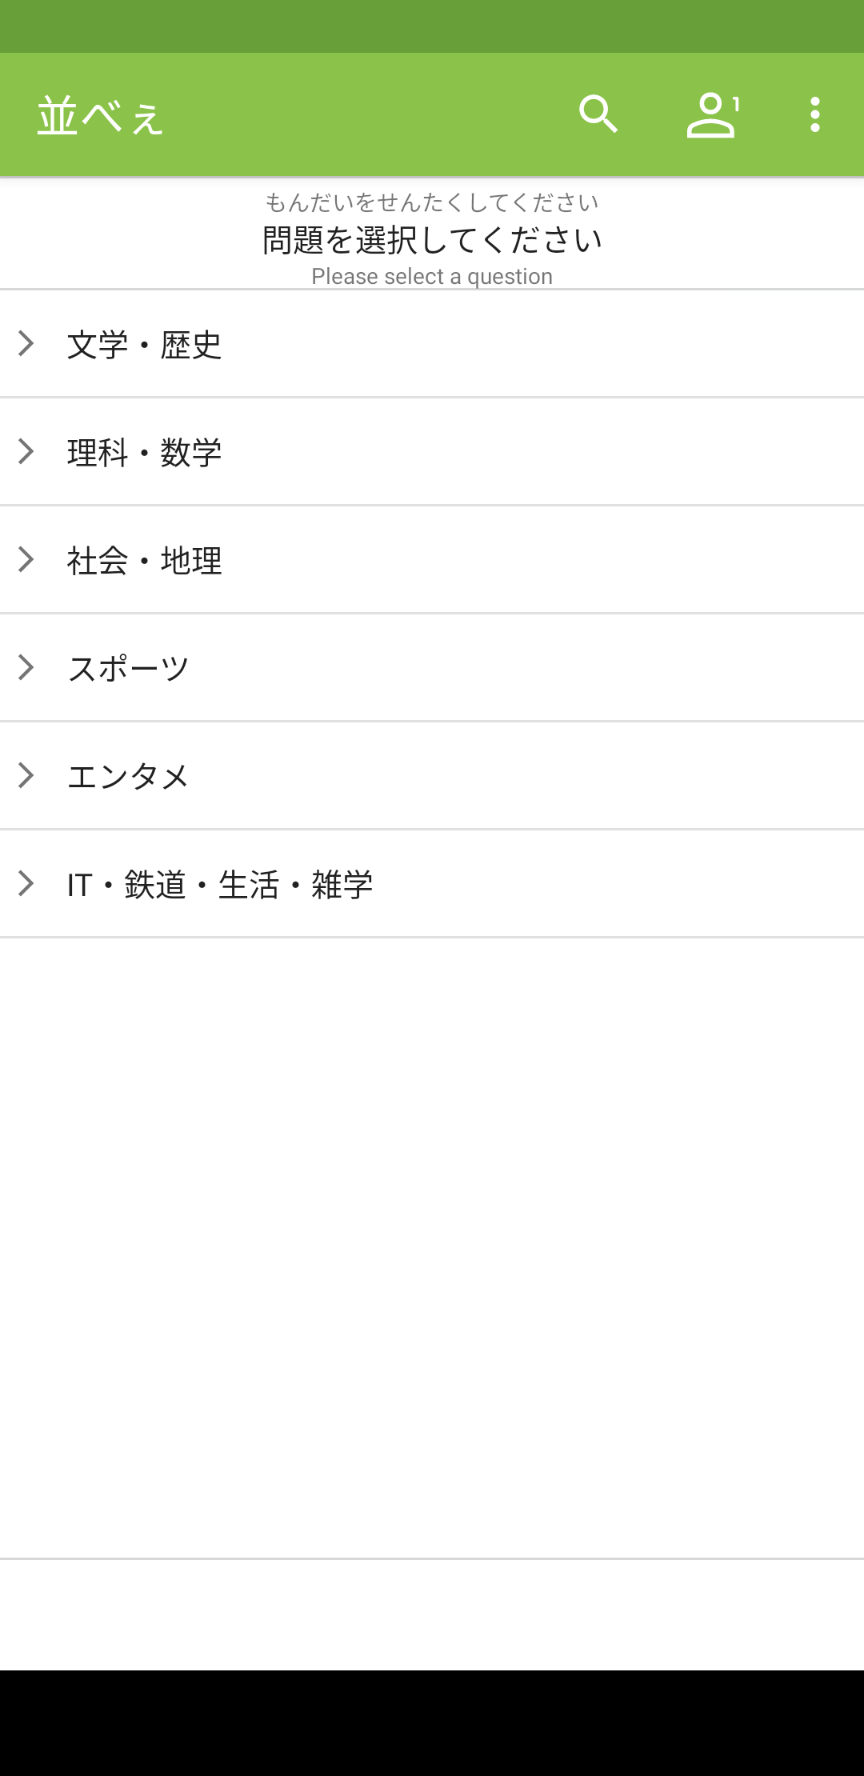 並べぇ
1
もんだいをせんたくしてください
問題を選択してください
Please select a question
文学・歴史
理科・数学
社会・地理
スポーツ
エンタメ
IT・鉄道・生活・雑学